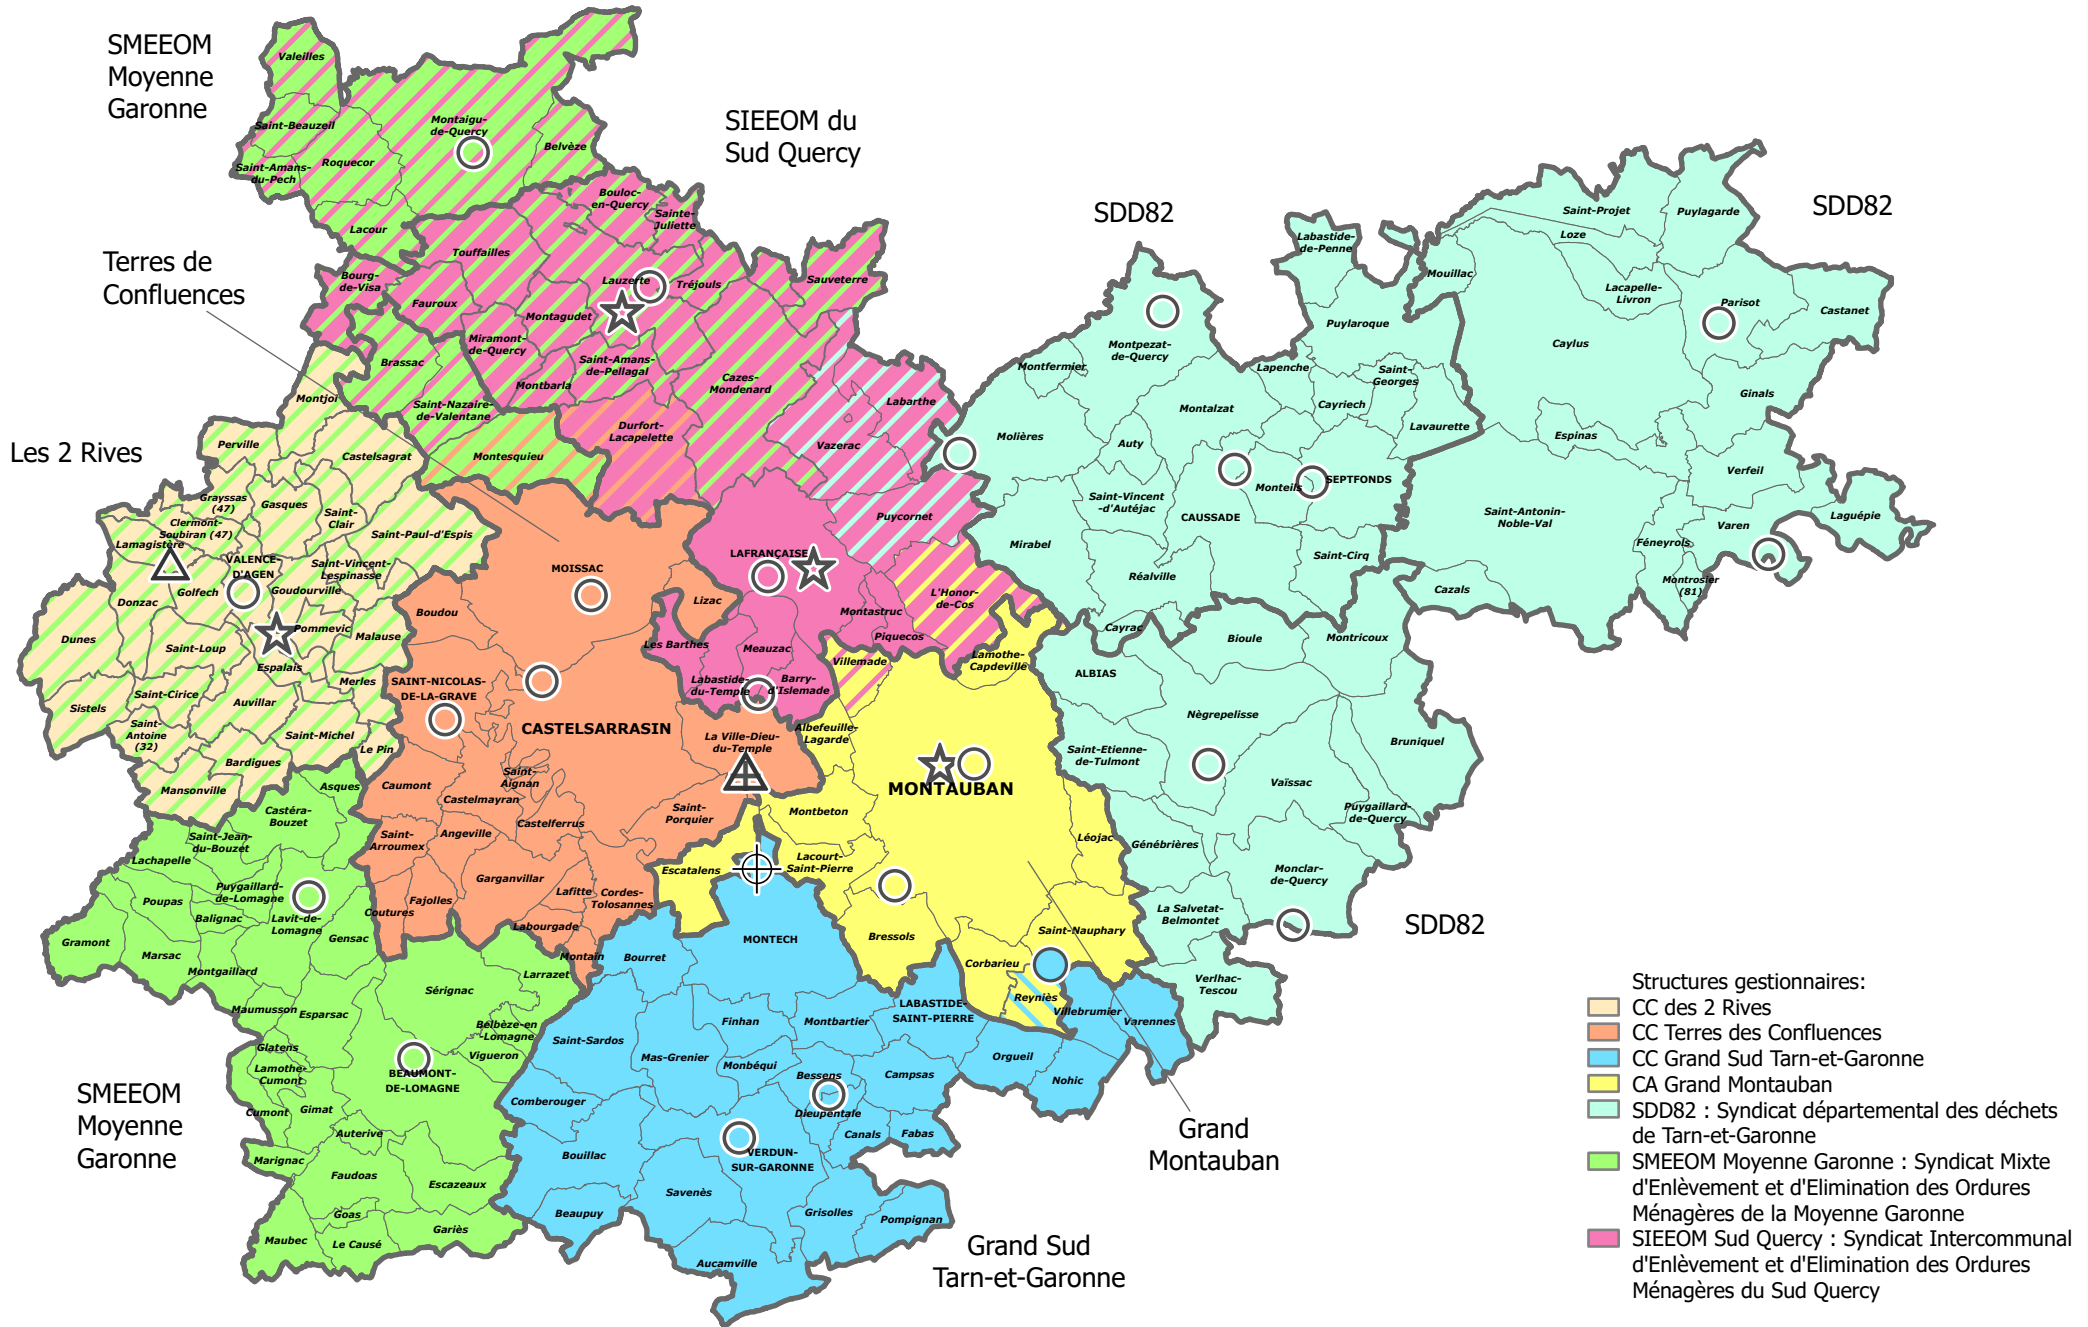 SMEEOM
Moyenne
Garonne
SIEEOM du
Sud Quercy
SDD82
SDD82
Terres de
Confluences
Les 2 Rives
SDD82
SMEEOM
Moyenne
Garonne
Grand
Montauban
Grand Sud
Tarn-et-Garonne
Valeilles
Saint-Beauzeil
Saint-Amans-
du-Pech
Roquecor
Montaigu-
de-Quercy
Belvèze
Lacour
Bouloc-
en-Quercy
Sainte-
Juliette
Touffailles
Bourg-
de-Visa
Fauroux
Lauzerte
Tréjouls
Sauveterre
Montagudet
Miramont-
de-Quercy
Brassac
Saint-Amans-
de-Pellagal
Montbarla
Cazes-
Mondenard
Saint-Nazaire-
de-Valentane
Durfort-
Lacapelette
Montesquieu
Vazerac
Labarthe
Puycornet
LAFRANÇAISE
L'Honor-
de-Cos
Montastruc
Piquecos
Les Barthes
Meauzac
Labastide-
du-Temple
Barry-
d'Islemade
Villemade
Lamothe-
Capdeville
Montjoi
Perville
Castelsagrat
Grayssas
(47)
Gasques
Clermont-
Soubiran (47)
Saint-
Clair
Saint-Paul-d'Espis
Lamagistère
VALENCE-
D'AGEN
Saint-Vincent-
Lespinasse
Golfech
Goudourville
Donzac
Dunes
Pommevic
Malause
Saint-Loup
Espalais
Merles
Saint-Cirice
Auvillar
Sistels
Saint-
Antoine
(32)
Saint-Michel
Le Pin
Bardigues
Mansonville
MOISSAC
Boudou
Lizac
SAINT-NICOLAS-
DE-LA-GRAVE
CASTELSARRASIN
La Ville-Dieu-
du-Temple
Caumont
Saint-
Aignan
Castelmayran
Castelferrus
Saint-
Porquier
Saint-
Arroumex
Angeville
Garganvillar
Lafitte
Cordes-
Tolosannes
Fajolles
Coutures
Labourgade
Montaïn
Asques
Castéra-
Bouzet
Saint-Jean-
du-Bouzet
Lachapelle
Puygaillard-
de-Lomagne
Poupas
Balignac
Lavit-de-
Lomagne
Gramont
Marsac
Gensac
Montgaillard
Larrazet
Sérignac
Maumusson
Esparsac
Belbèze-en
-Lomagne
Vigueron
Glatens
Lamothe-
Cumont
BEAUMONT-
DE-LOMAGNE
Cumont
Gimat
Auterive
Marignac
Faudoas
Escazeaux
Goas
Gariès
Maubec
Le Causé
Albefeuille-
Lagarde
MONTAUBAN
Montbeton
Lacourt-
Saint-Pierre
Escatalens
Léojac
Bressols
Saint-Nauphary
Corbarieu
Reyniès
MONTECH
Bourret
LABASTIDE-
SAINT-PIERRE
Villebrumier
Varennes
Finhan
Montbartier
Saint-Sardos
Mas-Grenier
Monbéqui
Orgueil
Nohic
Bessens
Campsas
Comberouger
Dieupentale
Canals
Fabas
Bouillac
VERDUN-
SUR-GARONNE
Savenès
Beaupuy
Grisolles
Pompignan
Aucamville
Labastide-
de-Penne
Saint-Projet
Puylagarde
Loze
Mouillac
Lacapelle-
Livron
Parisot
Castanet
Puylaroque
Caylus
Montpezat-
de-Quercy
Montfermier
Lapenche
Saint-
Georges
Ginals
Montalzat
Cayriech
Lavaurette
Molières
Auty
Espinas
Verfeil
Monteils
SEPTFONDS
Saint-Vincent
-d'Autéjac
CAUSSADE
Saint-Antonin-
Noble-Val
Varen
Laguépie
Mirabel
Saint-Cirq
Féneyrols
Réalville
Montrosier
(81)
Cazals
Cayrac
Bioule
Montricoux
ALBIAS
Nègrepelisse
Saint-Etienne-
de-Tulmont
Bruniquel
Vaïssac
Puygaillard-
de-Quercy
Génébrières
Monclar-
de-Quercy
La Salvetat-
Belmontet
Verlhac-
Tescou
Structures gestionnaires:
CC des 2 Rives
CC Terres des Confluences
CC Grand Sud Tarn-et-Garonne
CA Grand Montauban
SDD82 : Syndicat départemental des déchets
de Tarn-et-Garonne
SMEEOM Moyenne Garonne : Syndicat Mixte
d'Enlèvement et d'Elimination des Ordures
Ménagères de la Moyenne Garonne
SIEEOM Sud Quercy : Syndicat Intercommunal
d'Enlèvement et d'Elimination des Ordures
Ménagères du Sud Quercy